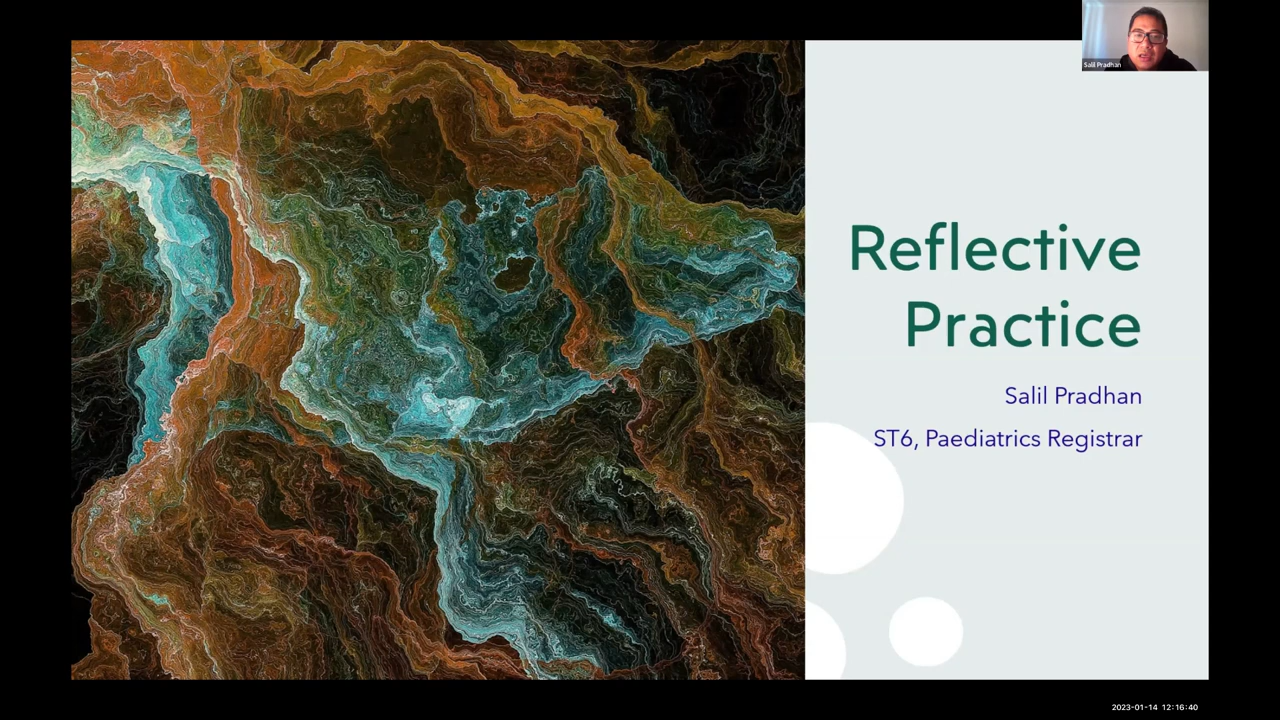 Salil Pradhan
Reflective
Practice
Salil Pradhan
ST6, Paediatrics Registrar
2023-01-14 12:16:40